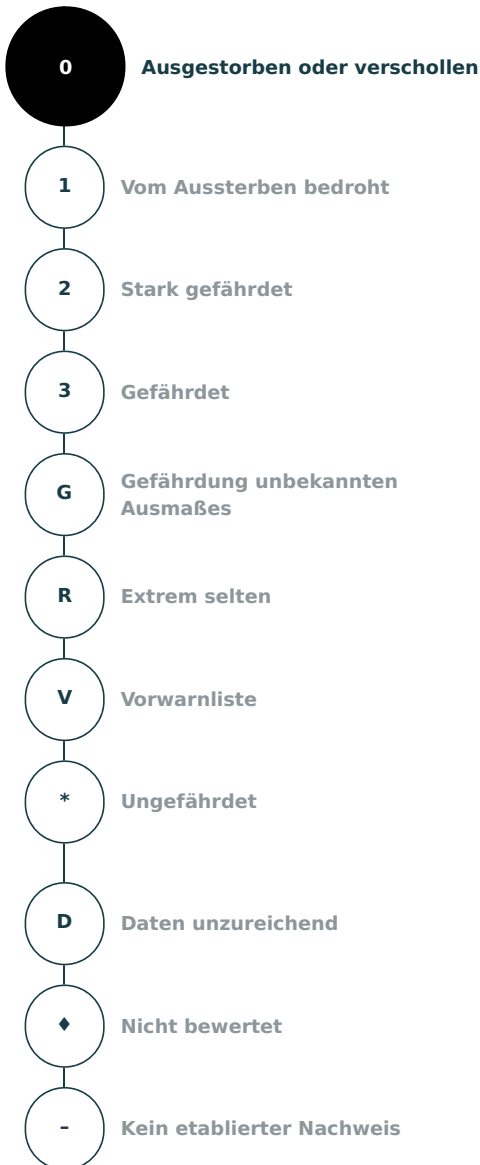 0 Ausgestorben oder verschollen
1 Vom Aussterben bedroht
2 Stark gefährdet
3 Gefährdet
G Gefährdung unbekannten
Ausmaßes
R Extrem selten
V Vorwarnliste
* Ungefährdet
D Daten unzureichend
♦ Nicht bewertet
– Kein etablierter Nachweis